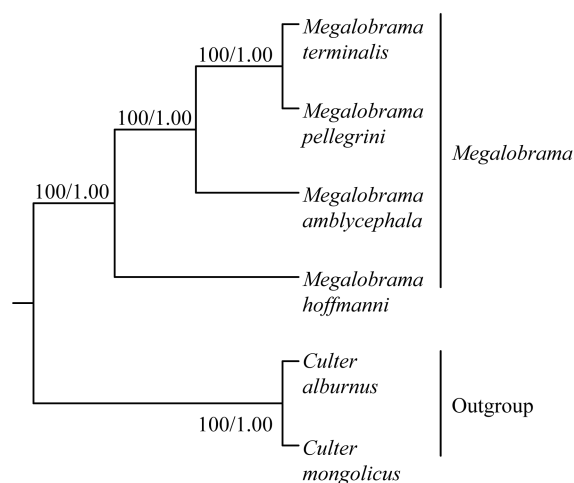 Megalobrama
terminalis
100/1.00
Megalobrama
pellegrini
100/1.00
Megalobrama
Megalobrama
amblycephala
100/1.00
Megalobrama
hoffmanni
Culter
alburnus
Outgroup
100/1.00
Culter
mongolicus